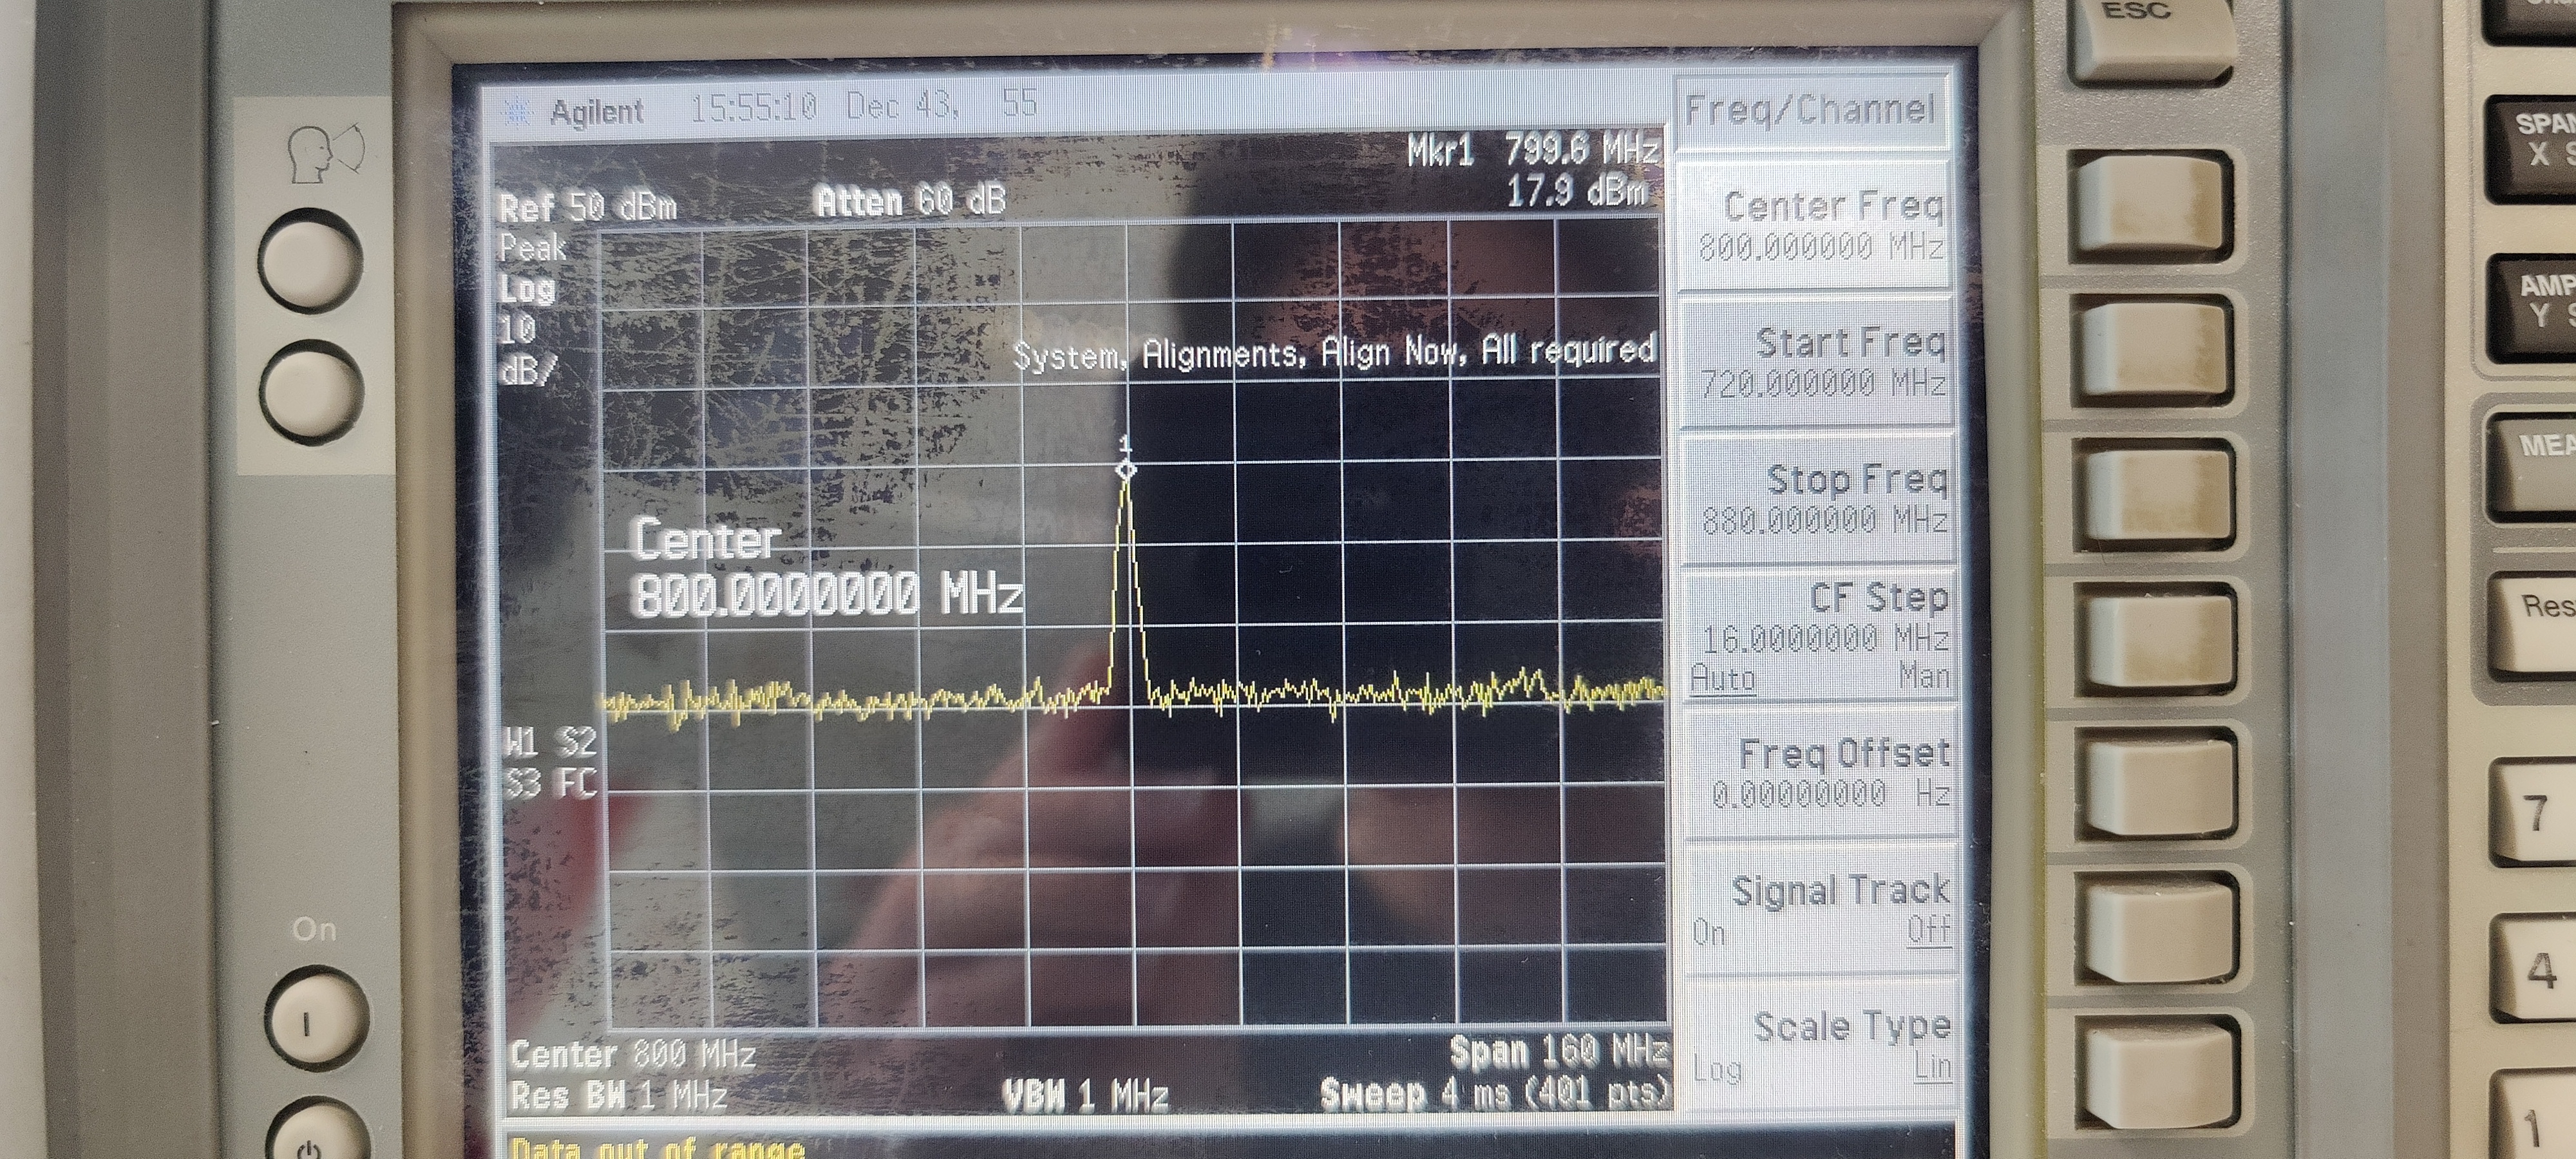 Agilent 15:55:10 Dec 43, 55
Mkr1 799.6 MHz
Ref 50 dBm Atten 60 dB 17.9 dBm
Peak
Log
10
dB/
System, Alignments, Align Now, All required
1
Center
800.0000000 MHz
W1 S2
S3 FC
Center 800 MHz Span 160 MHz
Res BW 1 MHz VBW 1 MHz Sweep 4 ms (401 pts)
Data out of range
Freq/Channel
Center Freq
800.000000 MHz
Start Freq
720.000000 MHz
Stop Freq
880.000000 MHz
CF Step
16.0000000 MHz
Auto Man
Freq Offset
0.00000000 Hz
Signal Track
On Off
Scale Type
Log Lin
On
ESC
SPAN
X S
AMP
Y S
MEA
Res
7
4
1